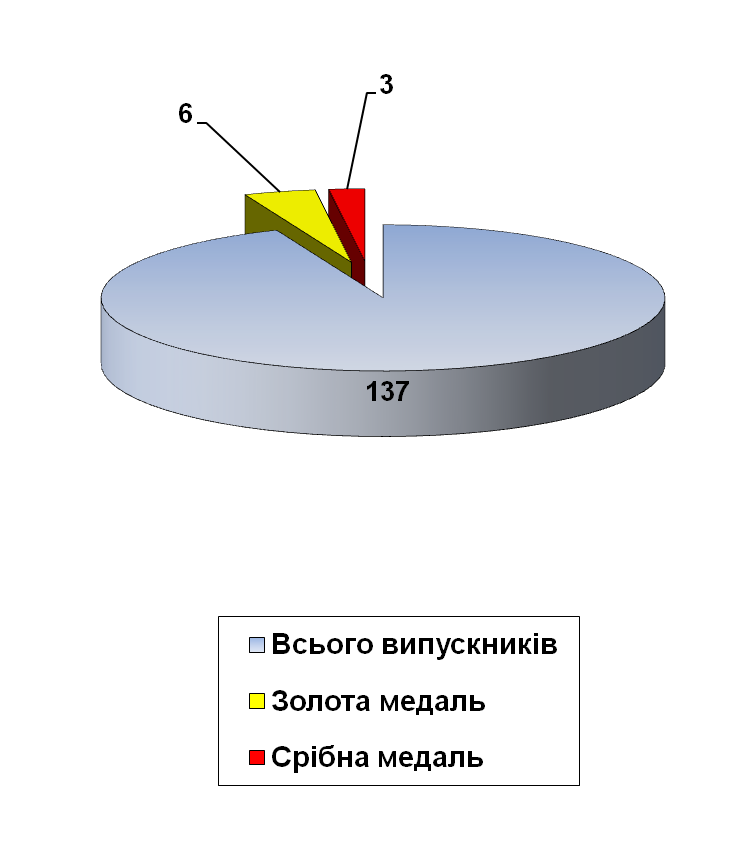 3
6
137
Всього випускників
Золота медаль
Срібна медаль